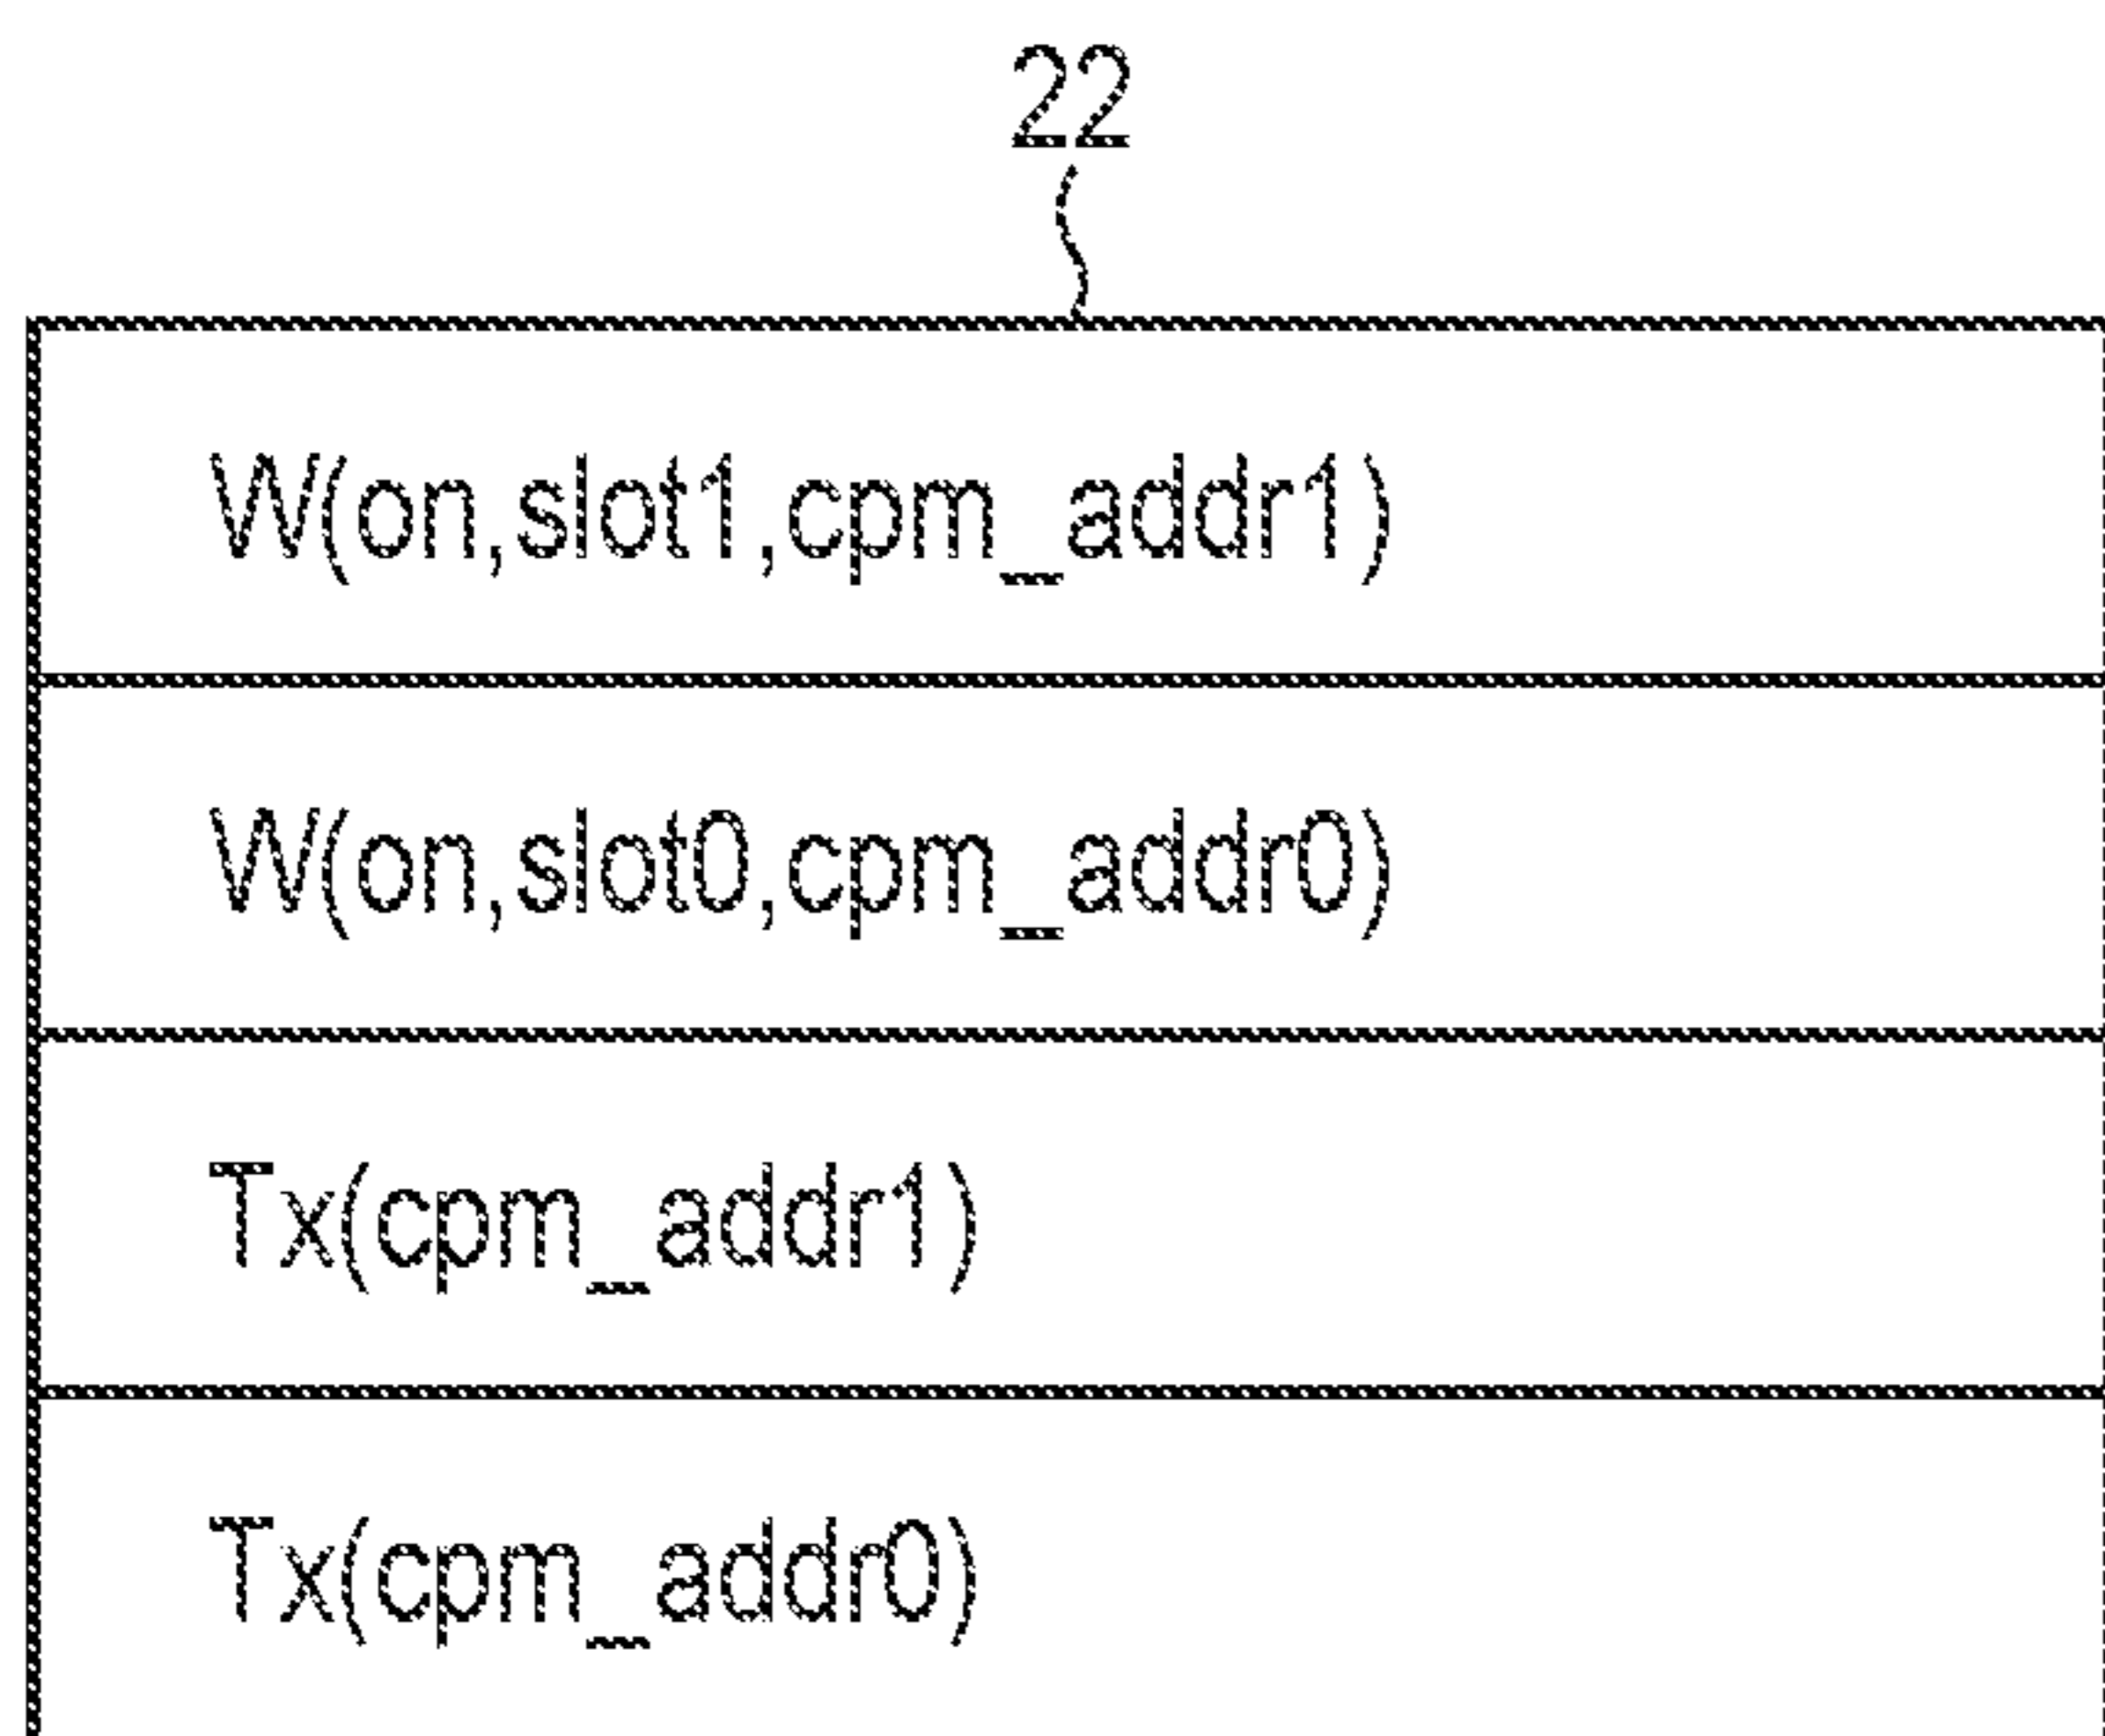 22
W(on,slot1,cpm_addr1)
W(on,slot0,cpm_addr0)
Tx(cpm_addr1)
Tx(cpm_addr0)